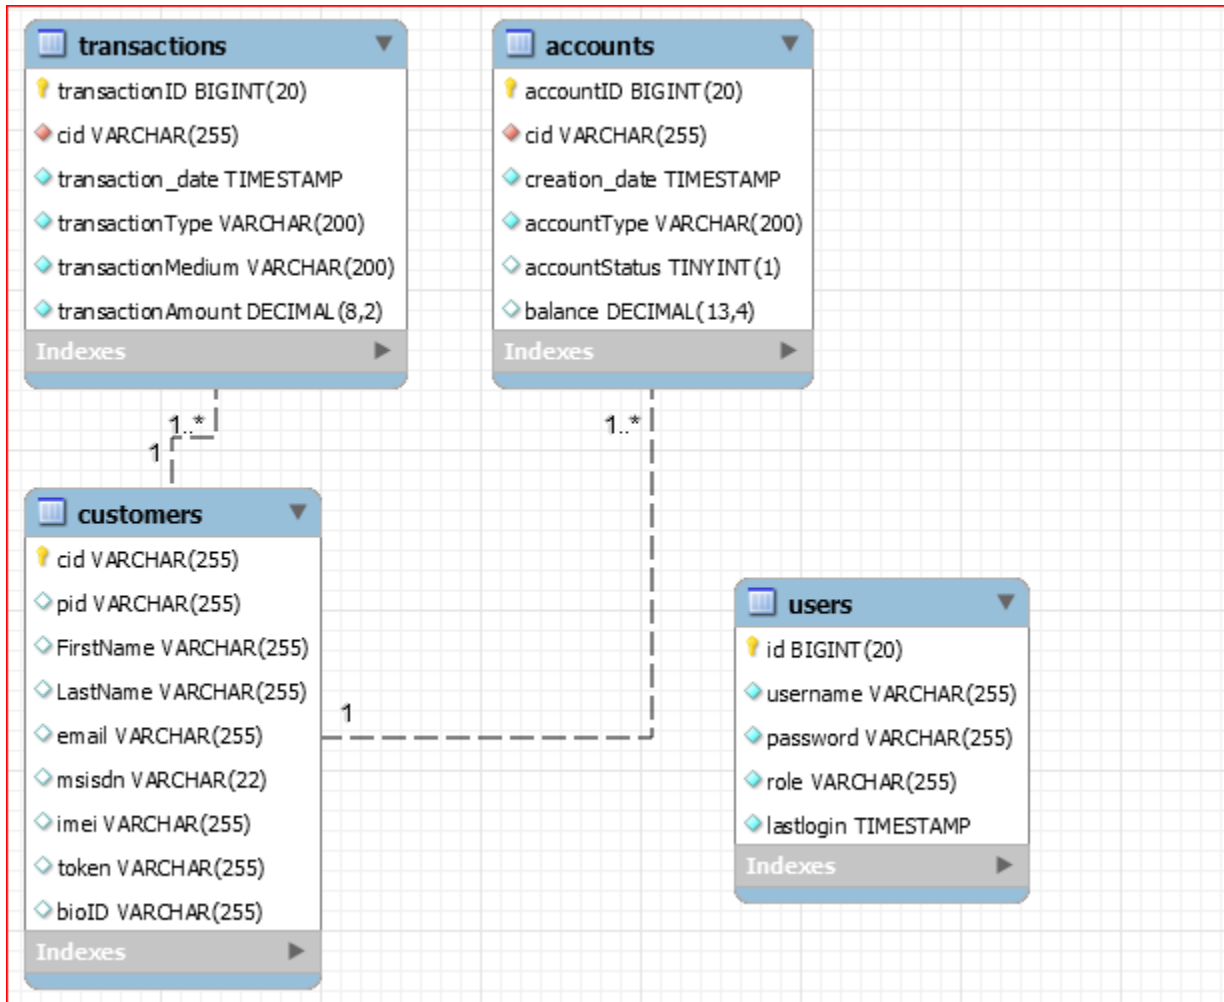 transactions
transactionID BIGINT(20)
cid VARCHAR(255)
transaction_date TIMESTAMP
transactionType VARCHAR(200)
transactionMedium VARCHAR(200)
transactionAmount DECIMAL(8,2)
Indexes
accounts
accountID BIGINT(20)
cid VARCHAR(255)
creation_date TIMESTAMP
accountType VARCHAR(200)
accountStatus TINYINT(1)
balance DECIMAL(13,4)
Indexes
1..*
1
1..*
customers
cid VARCHAR(255)
pid VARCHAR(255)
FirstName VARCHAR(255)
LastName VARCHAR(255)
email VARCHAR(255)
msisdn VARCHAR(22)
imei VARCHAR(255)
token VARCHAR(255)
bioID VARCHAR(255)
Indexes
1
users
id BIGINT(20)
username VARCHAR(255)
password VARCHAR(255)
role VARCHAR(255)
lastlogin TIMESTAMP
Indexes